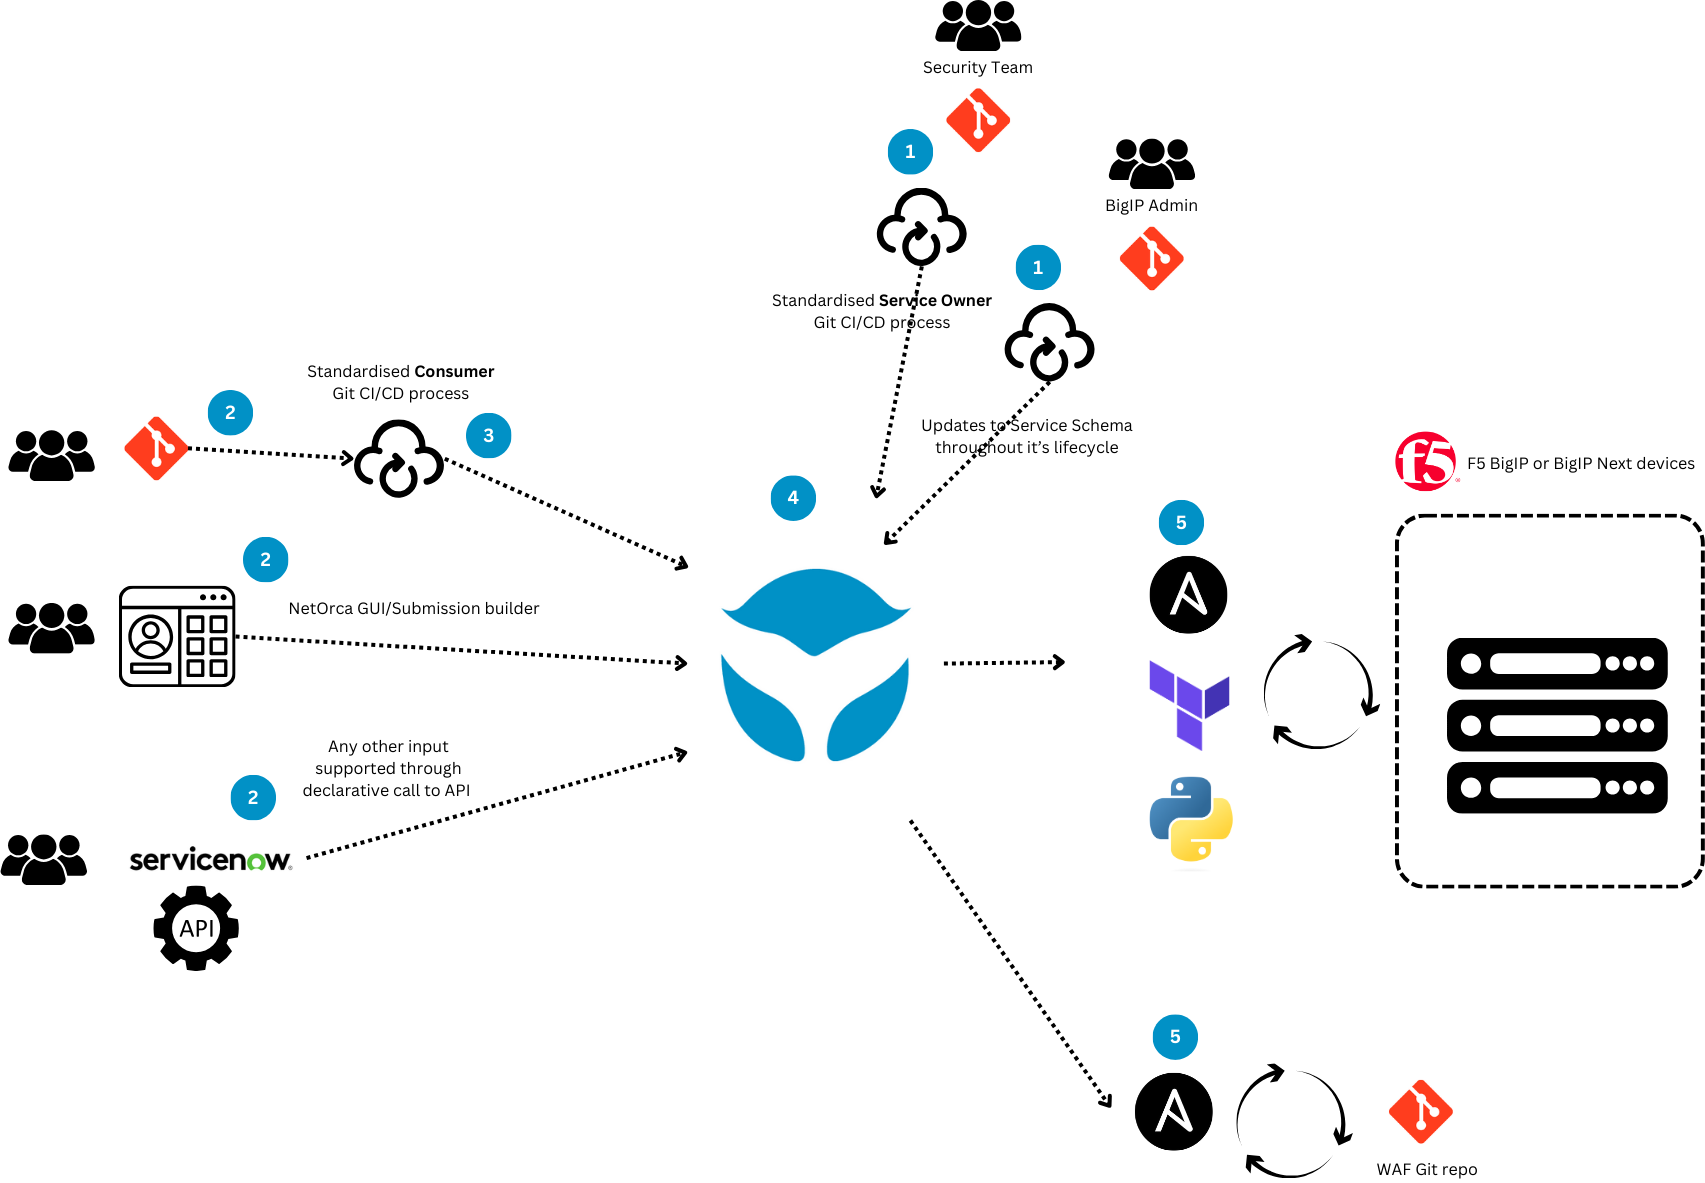 Security Team
1
BigIP Admin
1
Standardised Service Owner
Git CI/CD process
Standardised Consumer
Git CI/CD process
2
3
Updates to Service Schema
throughout it’s lifecycle
f5
F5 BigIP or BigIP Next devices
4
5
2
NetOrca GUI/Submission builder
Any other input
supported through
declarative call to API
2
servicenow
API
5
WAF Git repo